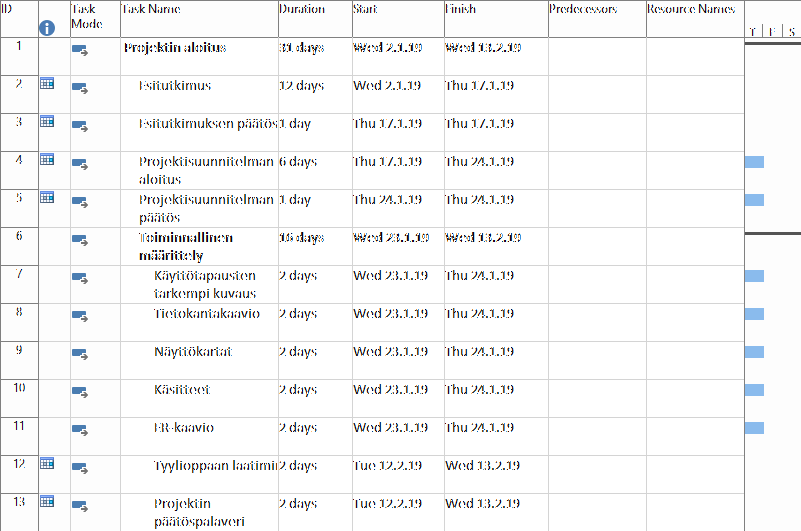 ID Task Mode Task Name Duration Start Finish Predecessors Resource Names T F S
1 Projektin aloitus 31 days Wed 2.1.19 Wed 13.2.19
2 Esitutkimus 12 days Wed 2.1.19 Thu 17.1.19
3 Esitutkimuksen päätös 1 day Thu 17.1.19 Thu 17.1.19
4 Projektisuunnitelman aloitus 6 days Thu 17.1.19 Thu 24.1.19
5 Projektisuunnitelman päätös 1 day Thu 24.1.19 Thu 24.1.19
6 Toiminnallinen määrittely 16 days Wed 23.1.19 Wed 13.2.19
7 Käyttötapausten tarkempi kuvaus 2 days Wed 23.1.19 Thu 24.1.19
8 Tietokantakaavio 2 days Wed 23.1.19 Thu 24.1.19
9 Näyttökartat 2 days Wed 23.1.19 Thu 24.1.19
10 Käsitteet 2 days Wed 23.1.19 Thu 24.1.19
11 ER-kaavio 2 days Wed 23.1.19 Thu 24.1.19
12 Tyylioppaan laatimin 2 days Tue 12.2.19 Wed 13.2.19
13 Projektin päätöspalaveri 2 days Tue 12.2.19 Wed 13.2.19